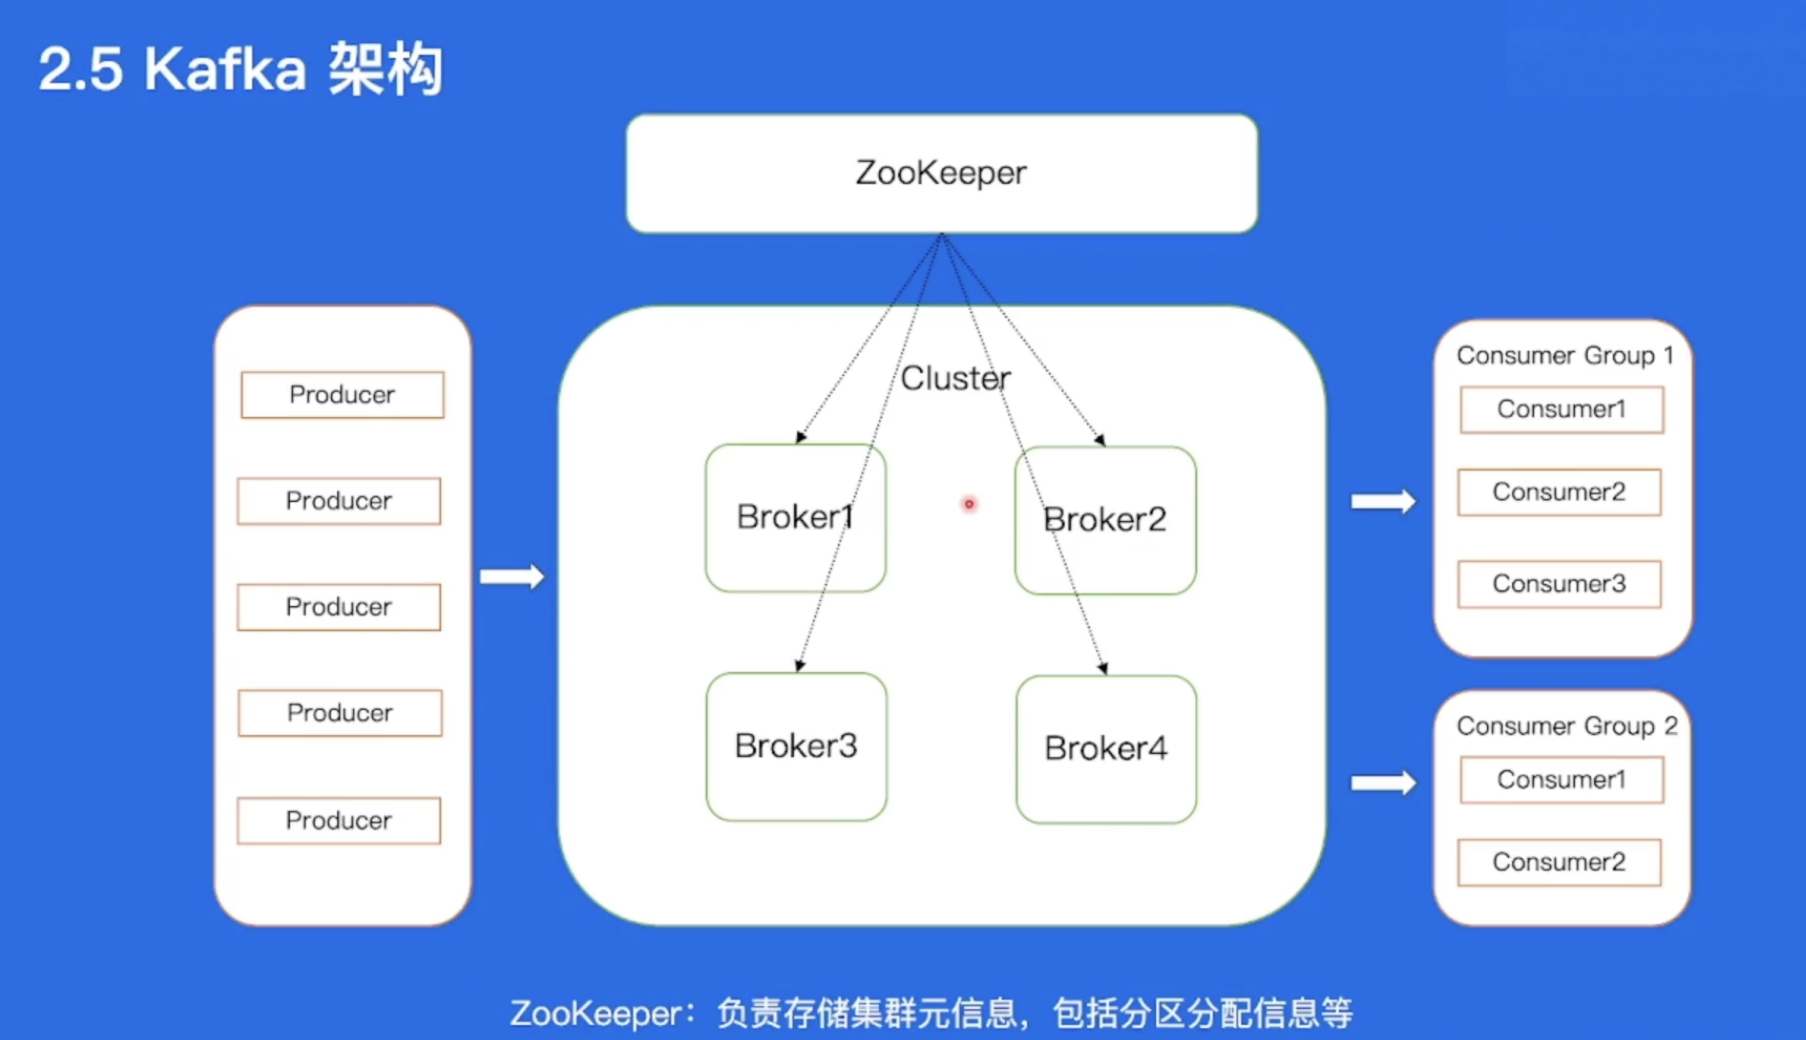 2.5 Kafka 架构
ZooKeeper
Producer
Producer
Producer
Producer
Producer
Cluster
Broker1
Broker2
Broker3
Broker4
Consumer Group 1
Consumer1
Consumer2
Consumer3
Consumer Group 2
Consumer1
Consumer2
ZooKeeper：负责存储集群元信息，包括分区分配信息等